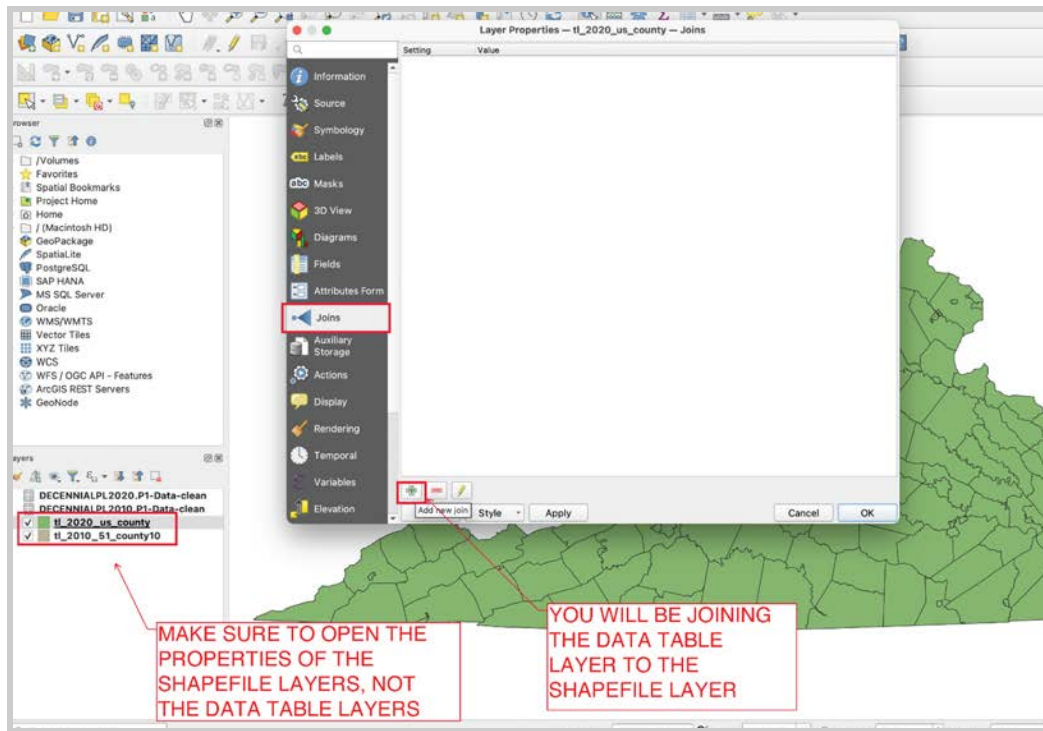 Layer Properties — tl_2020_us_county — Joins
Setting Value
Information
Source
Symbology
Labels
Masks
3D View
Diagrams
Fields
Attributes Form
Joins
Auxiliary
Storage
Actions
Display
Rendering
Temporal
Variables
Elevation
Add new join
Style
Apply
Cancel
OK
rowser
/Volumes
Favorites
Spatial Bookmarks
Project Home
Home
/ (Macintosh HD)
GeoPackage
SpatiaLite
PostgreSQL
SAP HANA
MS SQL Server
Oracle
WMS/WMTS
Vector Tiles
XYZ Tiles
WCS
WFS / OGC API - Features
ArcGIS REST Servers
GeoNode
ayers
DECENNIALPL2020.P1-Data-clean
DECENNIALPL2010.P1-Data-clean
tl_2020_us_county
tl_2010_51_county10
MAKE SURE TO OPEN THE
PROPERTIES OF THE
SHAPEFILE LAYERS, NOT
THE DATA TABLE LAYERS
YOU WILL BE JOINING
THE DATA TABLE
LAYER TO THE
SHAPEFILE LAYER